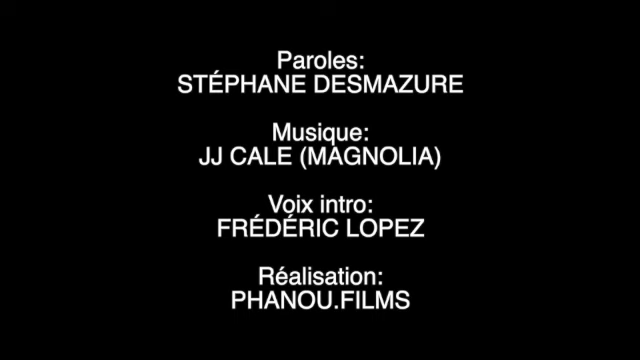 Paroles:
STÉPHANE DESMAZURE
Musique:
JJ CALE (MAGNOLIA)
Voix intro:
FRÉDÉRIC LOPEZ
Réalisation:
PHANOU.FILMS